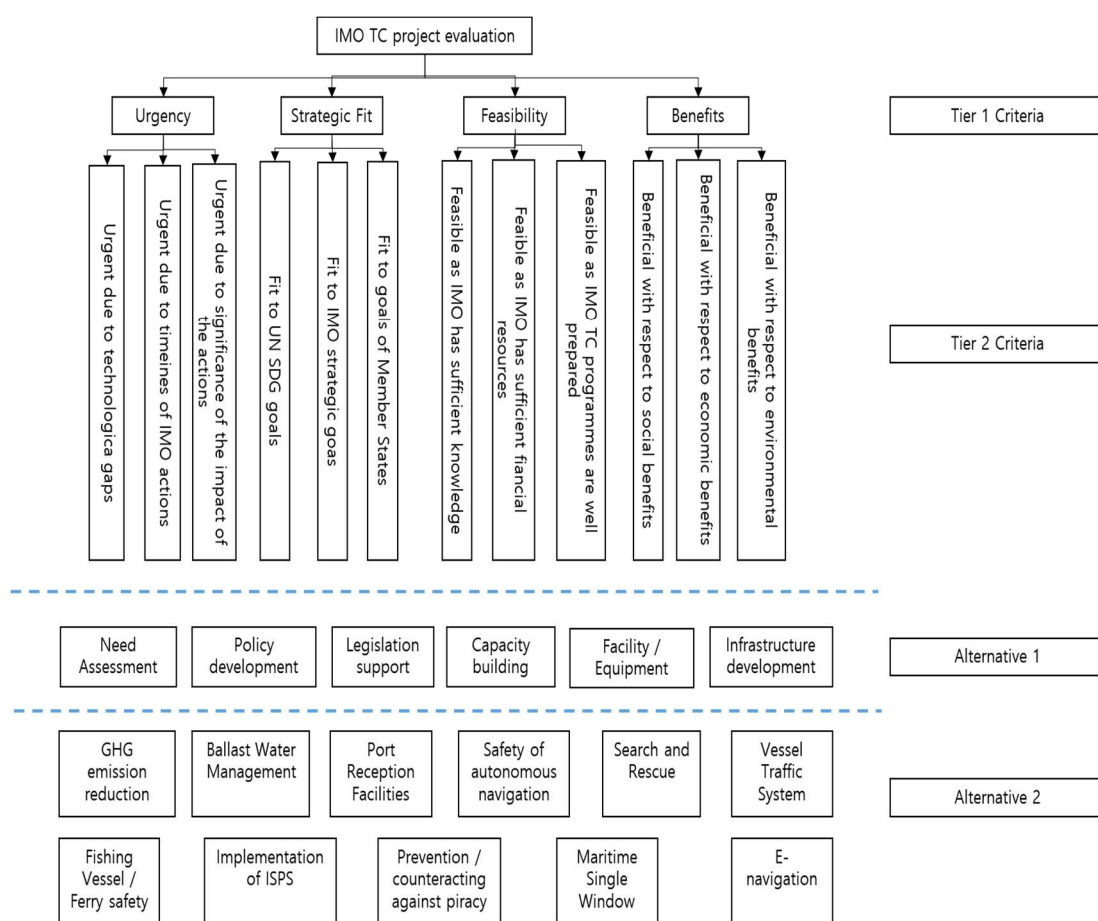 IMO TC project evaluation
Urgency
Strategic Fit
Feasibility
Benefits
Tier 1 Criteria
Urgent due to technologica gaps
Urgent due to timeines of IMO actions
Urgent due to significance of the impact of
the actions
Fit to UN SDG goals
Fit to IMO strategic goas
Fit to goals of Member States
Feasible as IMO has sufficient knowledge
Feaible as IMO has sufficient fiancial
resources
Feasible as IMO TC programmes are well
prepared
Beneficial with respect to social benefits
Beneficial with respect to economic benefits
Beneficial with respect to environmental
benefits
Tier 2 Criteria
Need
Assessment
Policy
development
Legislation
support
Capacity
building
Facility /
Equipment
Infrastructure
development
Alternative 1
GHG
emission
reduction
Ballast Water
Management
Port
Reception
Facilities
Safety of
autonomous
navigation
Search and
Rescue
Vessel
Traffic
System
Alternative 2
Fishing
Vessel /
Ferry safety
Implementation
of ISPS
Prevention /
counteracting
against piracy
Maritime
Single
Window
E-
navigation